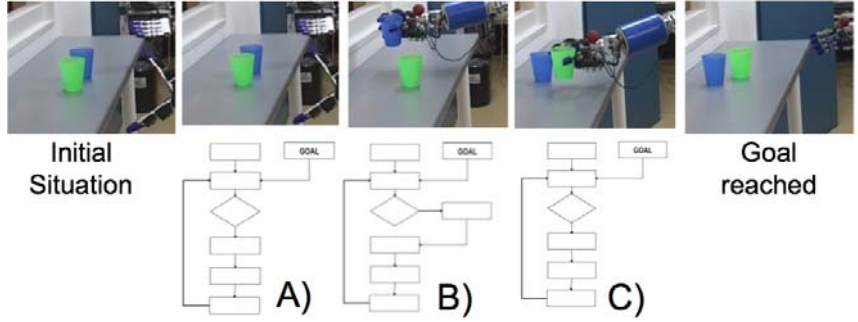 Initial
Situation
GOAL
A)
GOAL
B)
GOAL
C)
Goal
reached